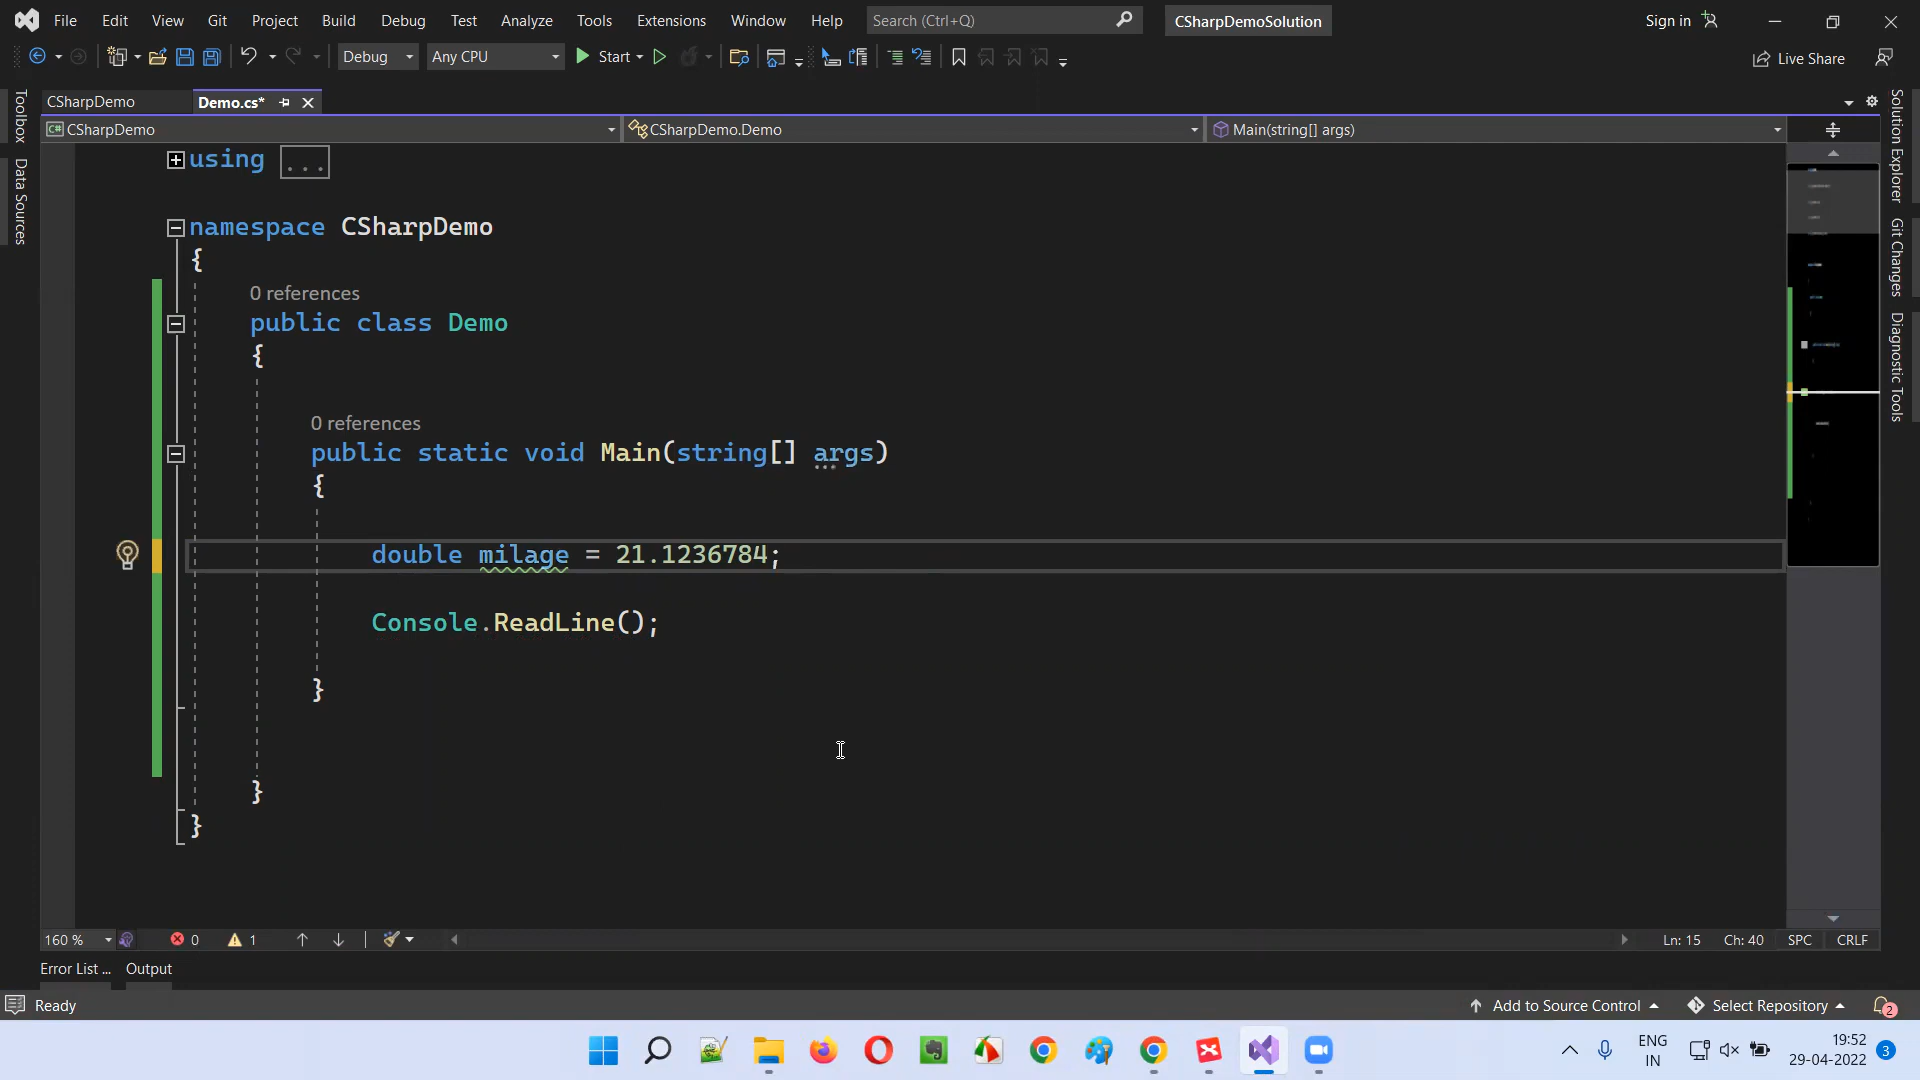 File Edit View Git Project Build Debug Test Analyze Tools Extensions Window Help Search (Ctrl+Q) CSharpDemoSolution Sign in
Debug Any CPU Start Live Share
CSharpDemo Demo.cs*
C# CSharpDemo CSharpDemo.Demo Main(string[] args)
Toolbox
Data Sources
Solution Explorer
Git Changes
Diagnostic Tools
using ...
namespace CSharpDemo
{
0 references
public class Demo
{
0 references
public static void Main(string[] args)
{
double milage = 21.1236784;
Console.ReadLine();
}
}
}
160 % 0 1 Ln: 15 Ch: 40 SPC CRLF
Error List ... Output
Ready Add to Source Control Select Repository 2
ENG 19:52
IN 29-04-2022 3